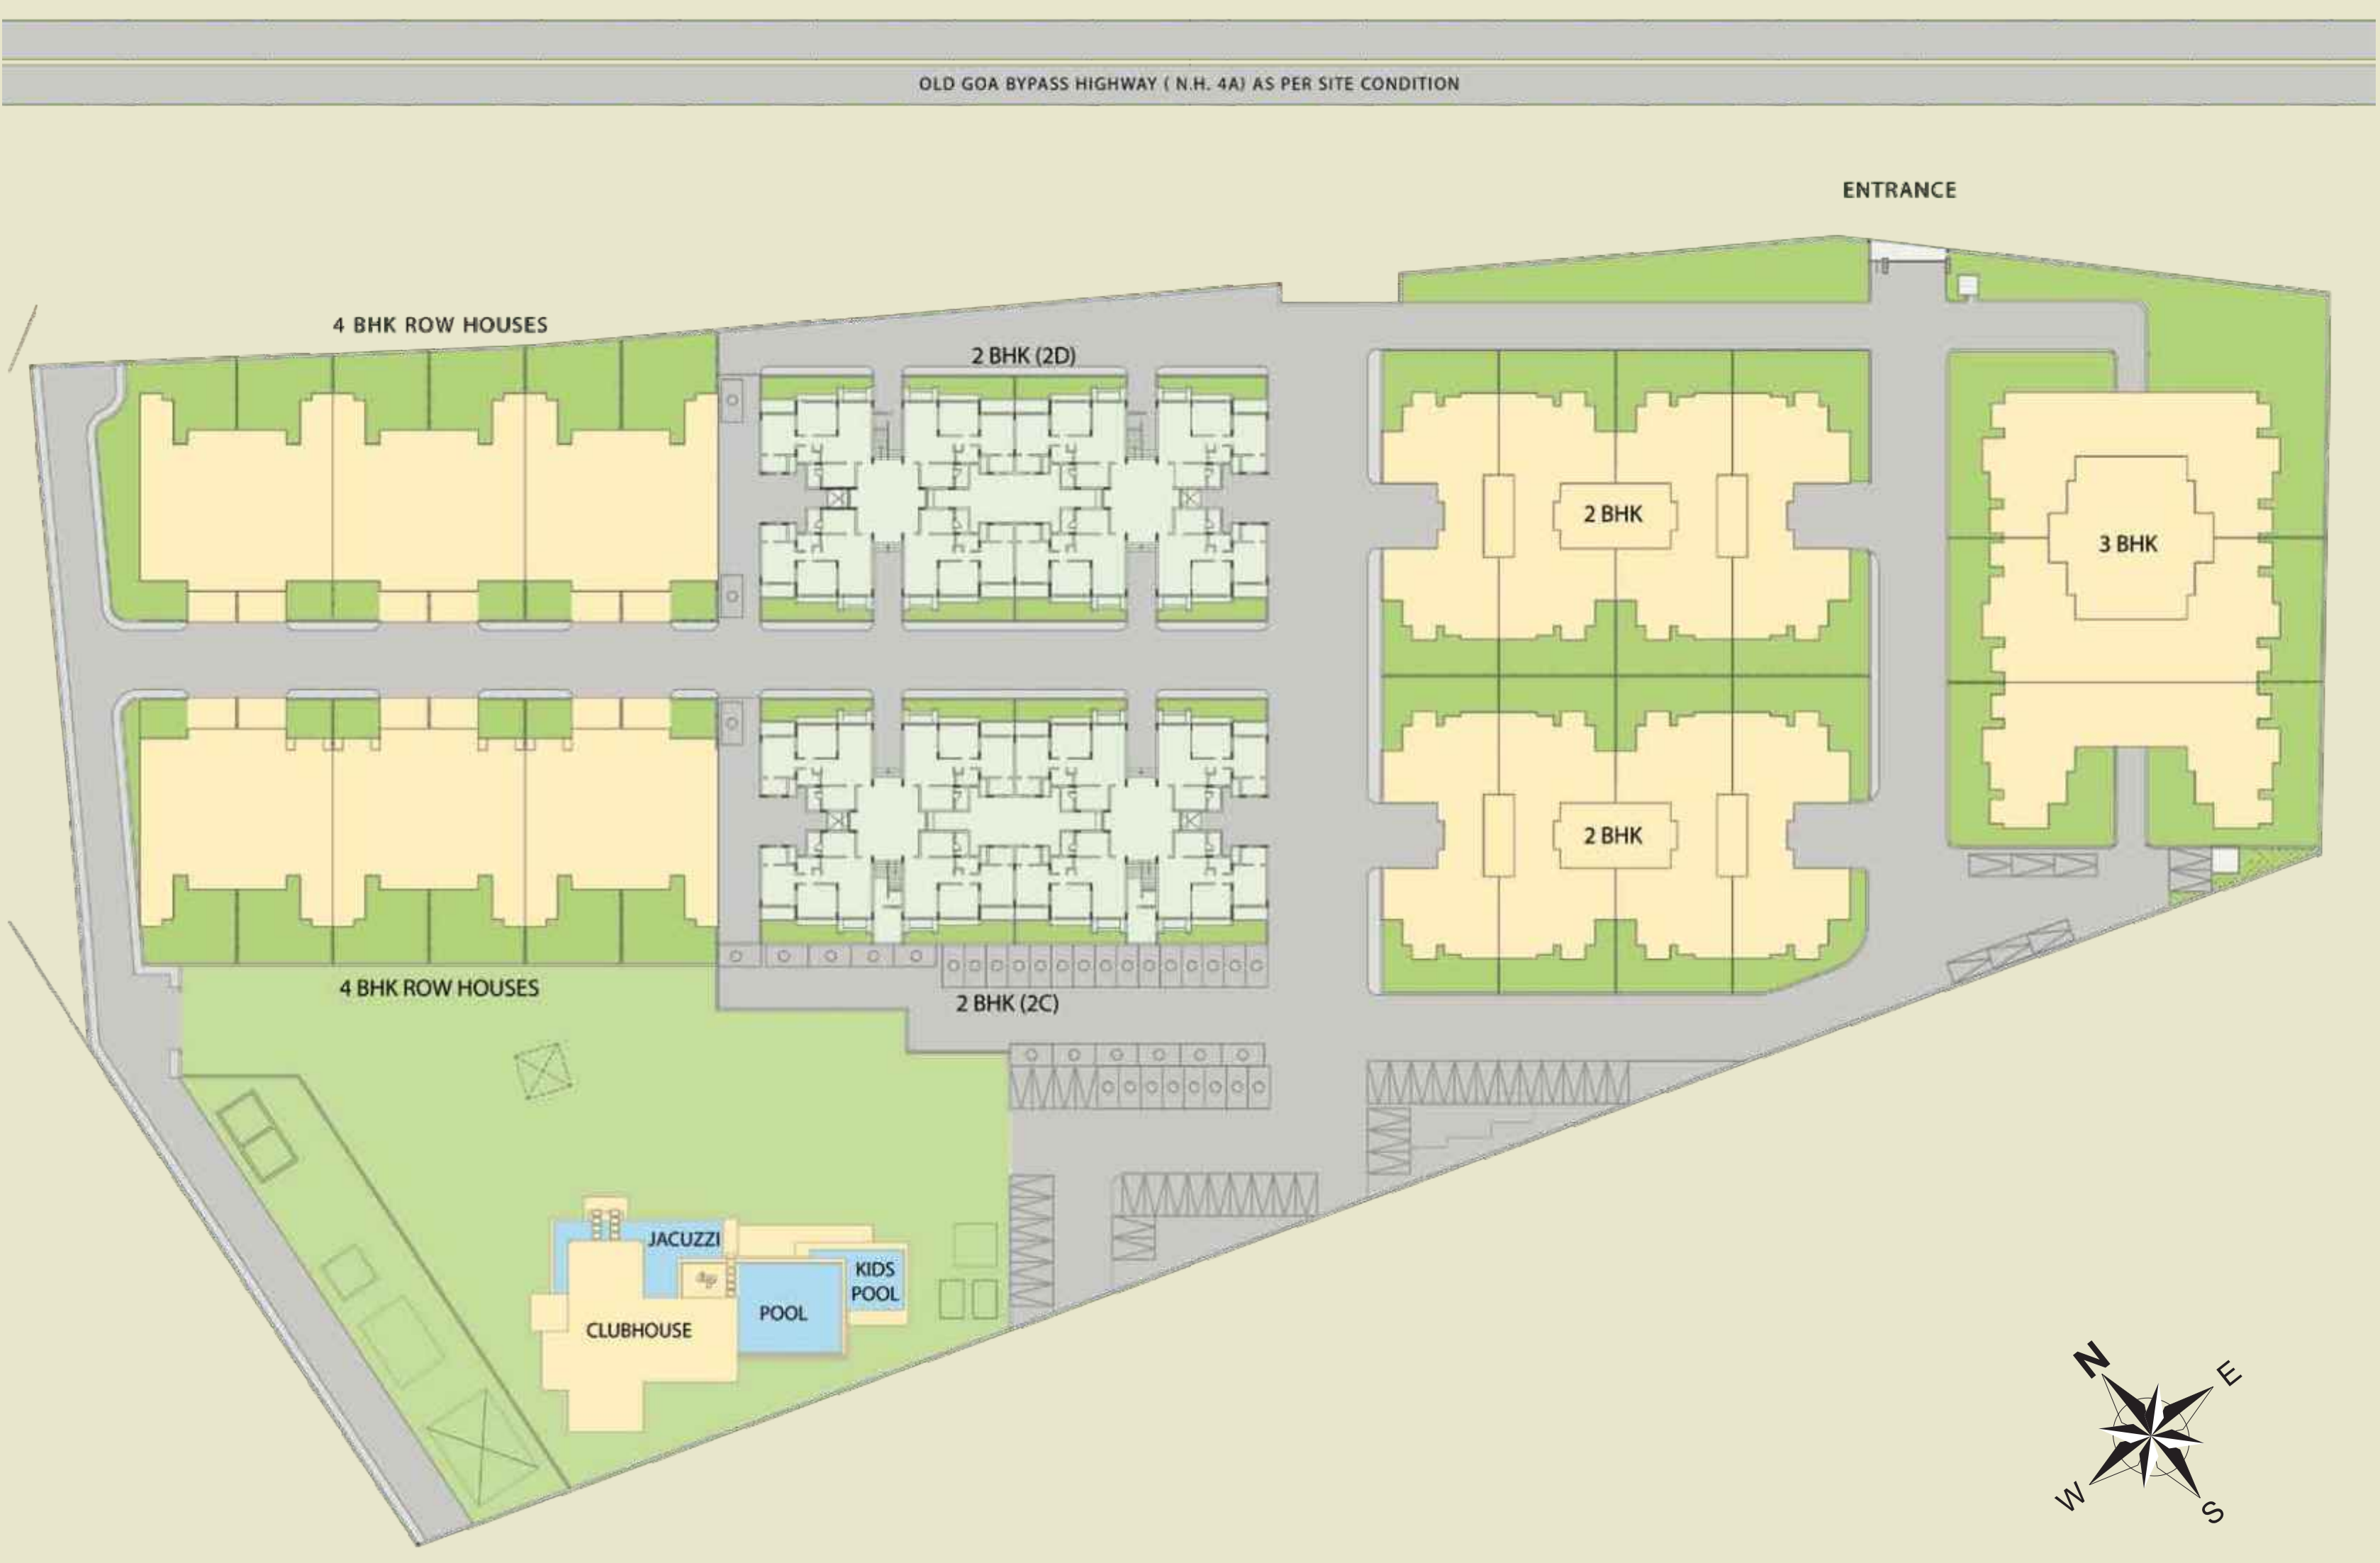 OLD GOA BYPASS HIGHWAY ( N.H. 4A) AS PER SITE CONDITION
ENTRANCE
4 BHK ROW HOUSES
2 BHK (2D)
2 BHK
3 BHK
2 BHK
4 BHK ROW HOUSES
2 BHK (2C)
JACUZZI
KIDS
POOL
POOL
CLUBHOUSE
N
E
W
S